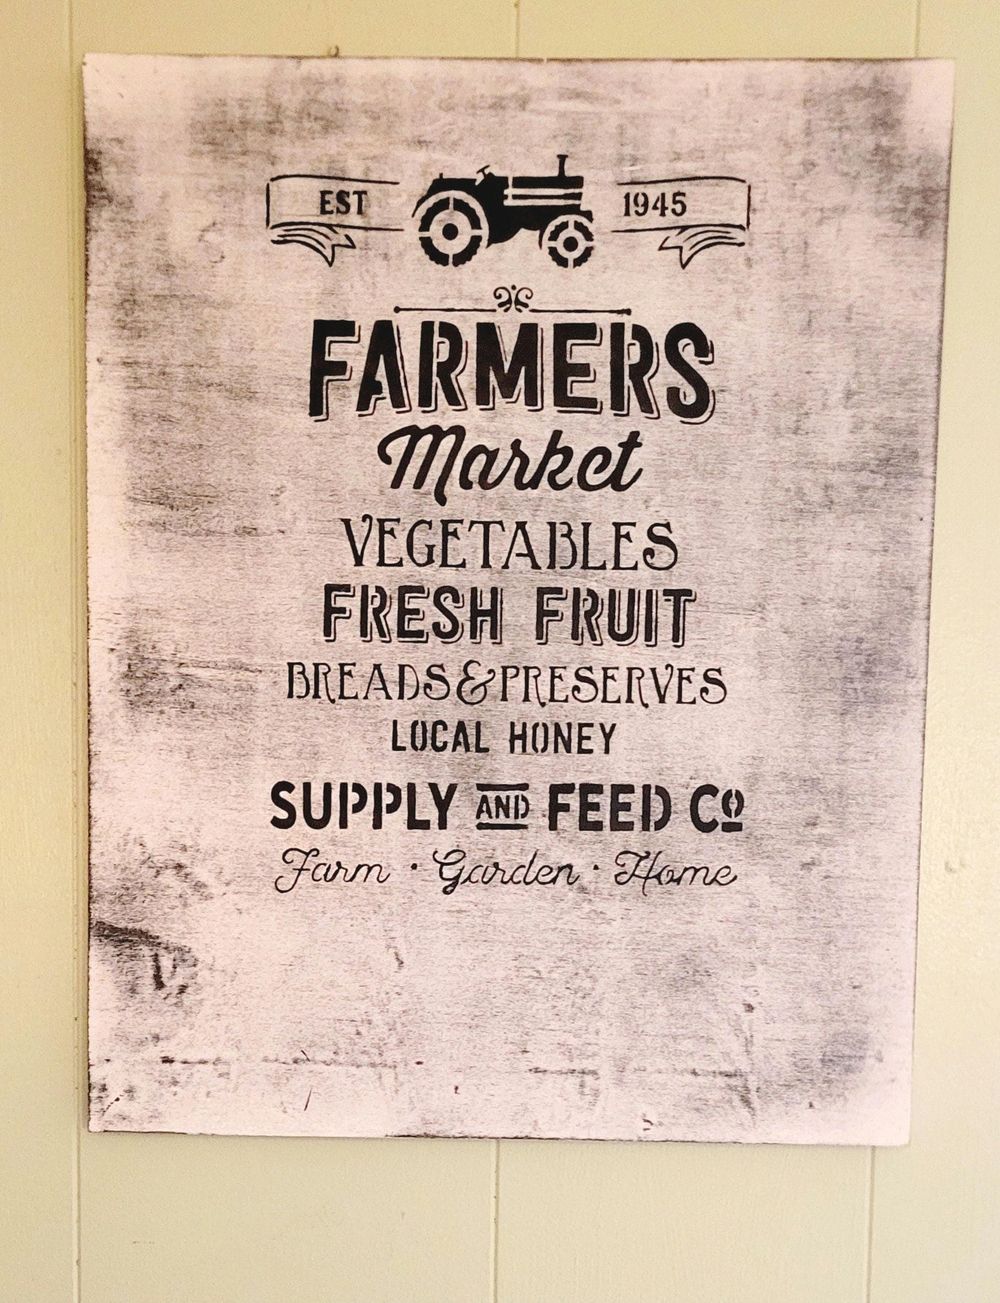 EST 1945
FARMERS
Market
VEGETABLES
FRESH FRUIT
BREADS & PRESERVES
LOCAL HONEY
SUPPLY AND FEED Co
Farm · Garden · Home